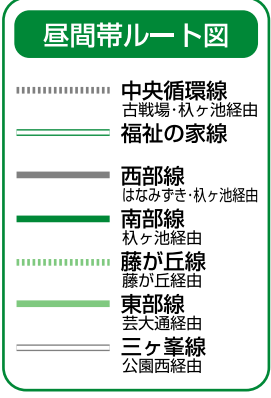 昼間帯ルート図
中央循環線
古戦場･杁ヶ池経由
福祉の家線
西部線
はなみずき･杁ヶ池経由
南部線
杁ヶ池経由
藤が丘線
藤が丘経由
東部線
芸大通経由
三ヶ峯線
公園西経由